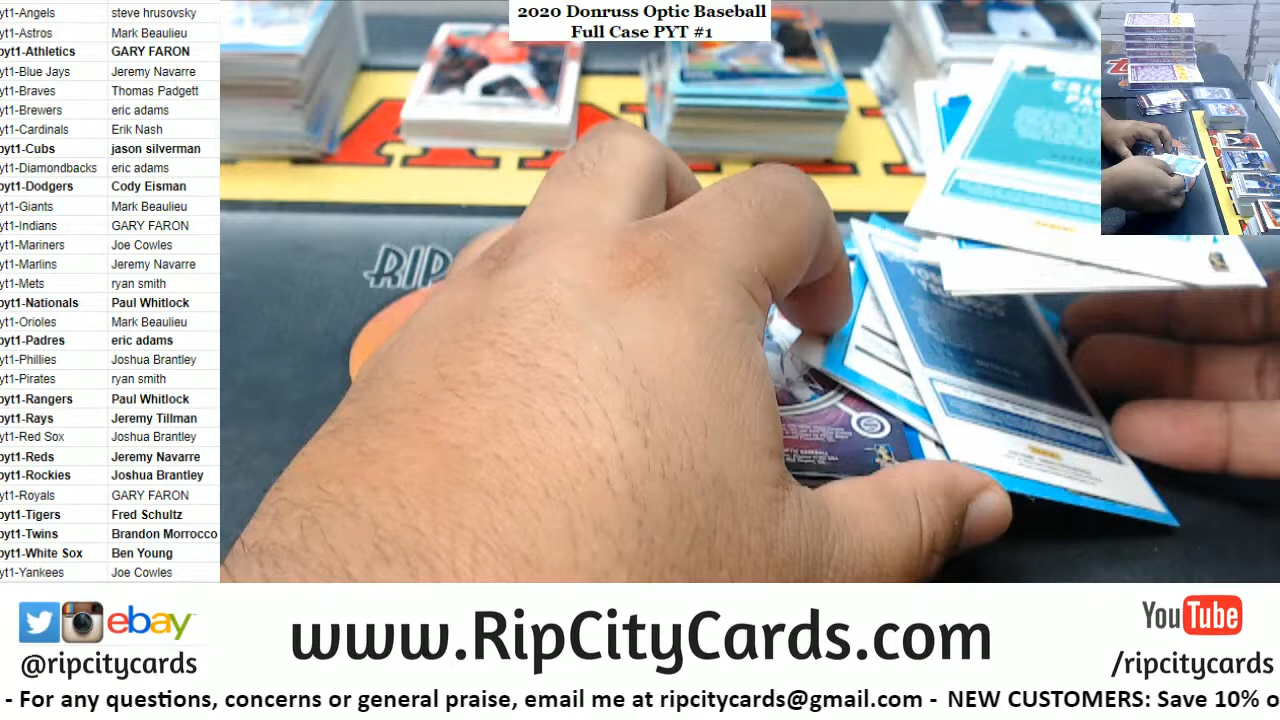 2020 Donruss Optic Baseball
Full Case PYT #1
yt1-Angels steve hrusovsky
yt1-Astros Mark Beaulieu
pyt1-Athletics GARY FARON
yt1-Blue Jays Jeremy Navarre
yt1-Braves Thomas Padgett
yt1-Brewers eric adams
yt1-Cardinals Erik Nash
pyt1-Cubs jason silverman
yt1-Diamondbacks eric adams
pyt1-Dodgers Cody Eisman
yt1-Giants Mark Beaulieu
yt1-Indians GARY FARON
yt1-Mariners Joe Cowles
yt1-Marlins Jeremy Navarre
yt1-Mets ryan smith
pyt1-Nationals Paul Whitlock
yt1-Orioles Mark Beaulieu
pyt1-Padres eric adams
yt1-Phillies Joshua Brantley
yt1-Pirates ryan smith
pyt1-Rangers Paul Whitlock
pyt1-Rays Jeremy Tillman
yt1-Red Sox Joshua Brantley
pyt1-Reds Jeremy Navarre
pyt1-Rockies Joshua Brantley
yt1-Royals GARY FARON
pyt1-Tigers Fred Schultz
pyt1-Twins Brandon Morrocco
pyt1-White Sox Ben Young
yt1-Yankees Joe Cowles
RIP
ebay
@ripcitycards
www.RipCityCards.com
YouTube
/ripcitycards
- For any questions, concerns or general praise, email me at ripcitycards@gmail.com - NEW CUSTOMERS: Save 10% o